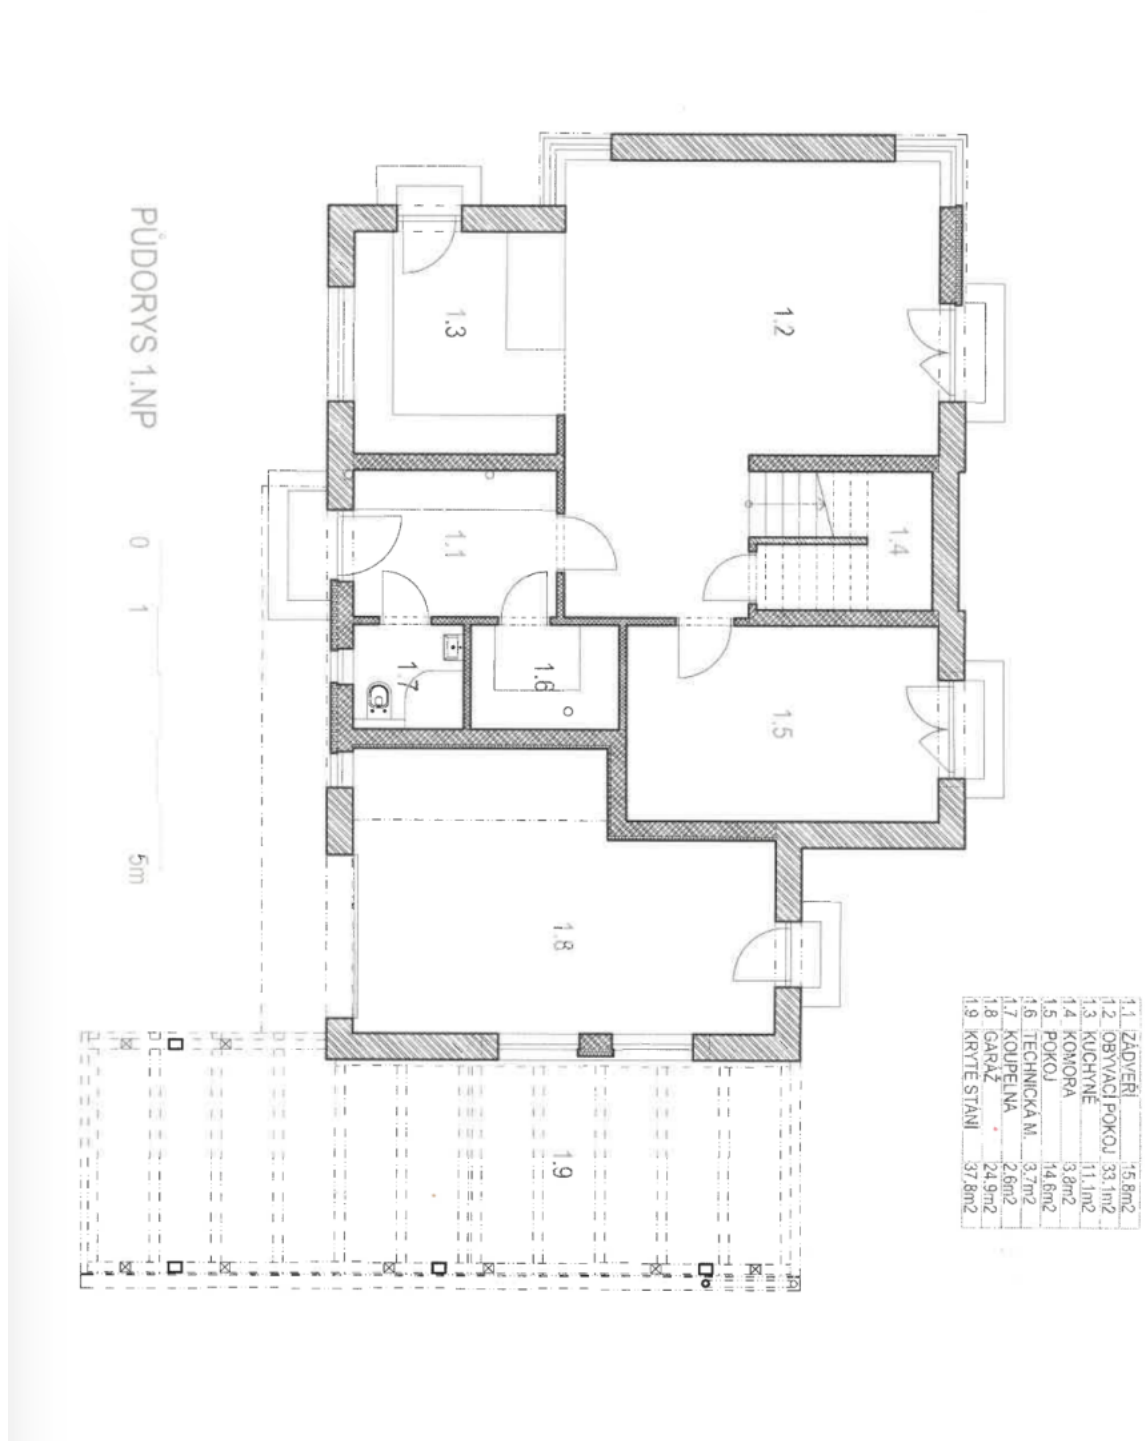 PŮDORYS 1.NP
0 1 5m
1.1
1.2
1.3
1.4
1.5
1.6
1.7
1.8
1.9
1.1 ZÁDVEŘÍ 15.8m2
1.2 OBÝVACÍ POKOJ 33.1m2
1.3 KUCHYNĚ 11.1m2
1.4 KOMORA 3.8m2
1.5 POKOJ 14.6m2
1.6 TECHNICKÁ M. 3.7m2
1.7 KOUPELNA 2.6m2
1.8 GARÁŽ 24.9m2
1.9 KRYTÉ STÁNÍ 37,8m2